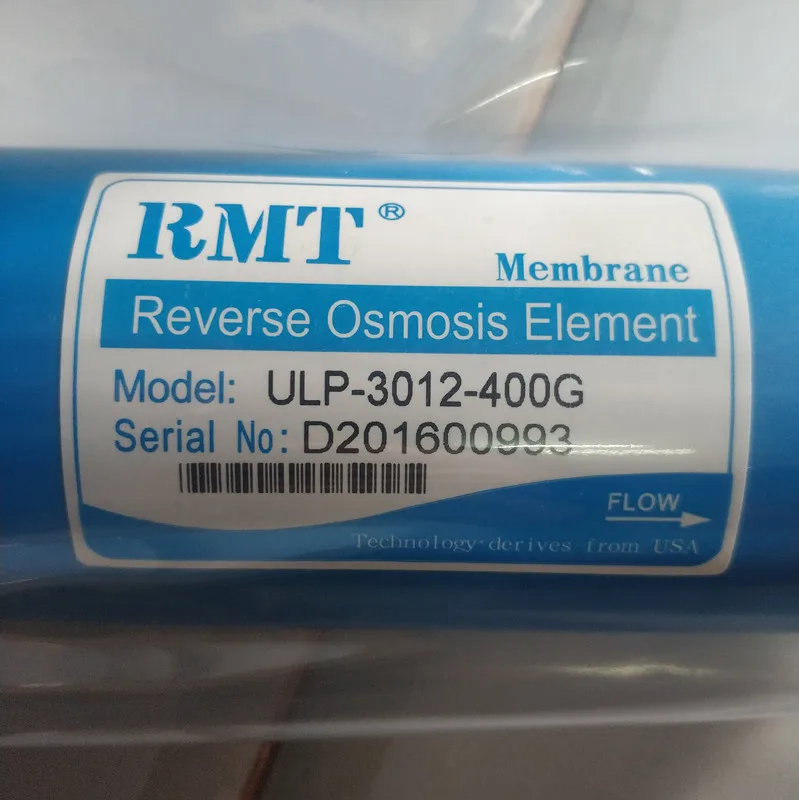 RMT®
Membrane
Reverse Osmosis Element
Model: ULP-3012-400G
Serial No: D201600993
FLOW
Technology derives from USA